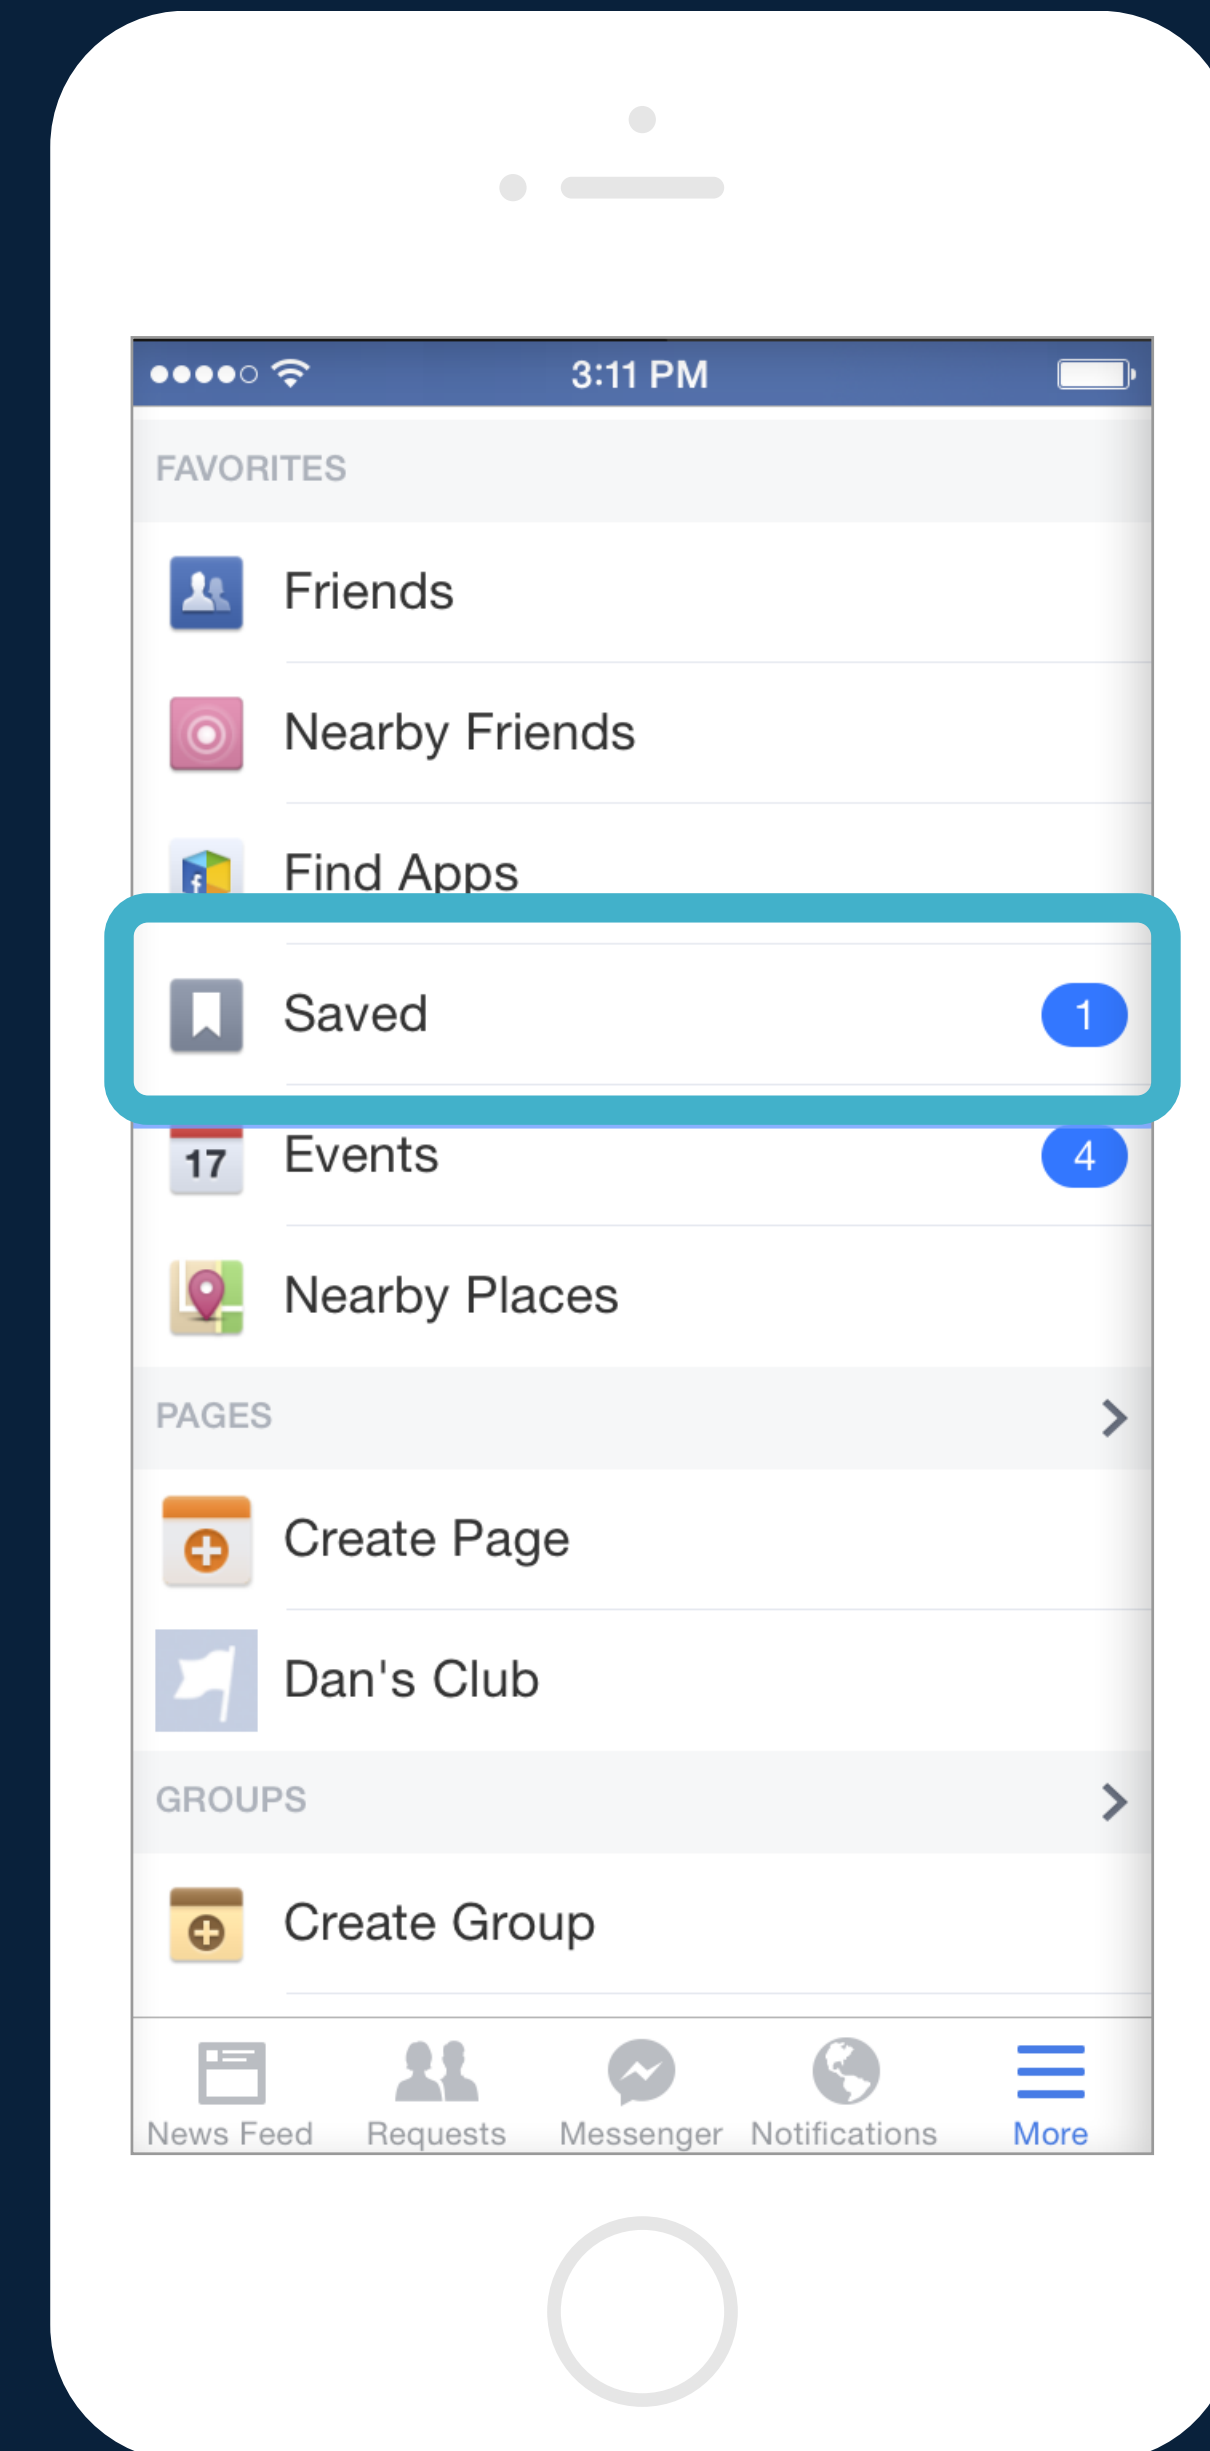 3:11 PM
FAVORITES
Friends
Nearby Friends
Find Apps
Saved 1
17 Events 4
Nearby Places
PAGES
Create Page
Dan's Club
GROUPS
Create Group
News Feed Requests Messenger Notifications More